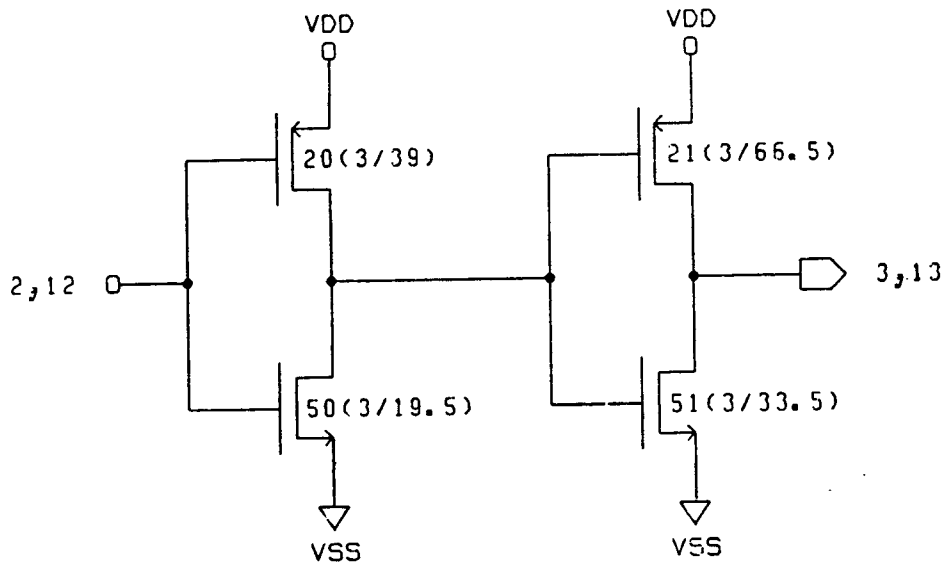 VDD
VDD
20(3/39)
21(3/66.5)
2,12
3,13
50(3/19.5)
51(3/33.5)
VSS
VSS